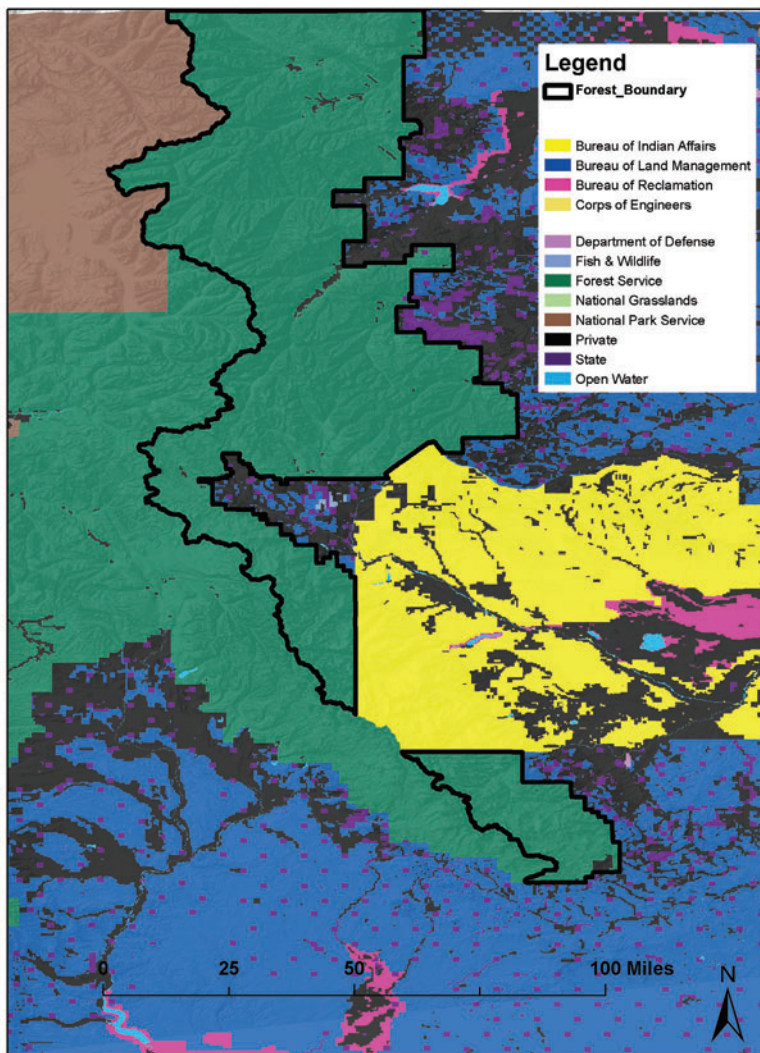 Legend
Forest_Boundary
Bureau of Indian Affairs
Bureau of Land Management
Bureau of Reclamation
Corps of Engineers
Department of Defense
Fish & Wildlife
Forest Service
National Grasslands
National Park Service
Private
State
Open Water
0 25 50 100 Miles
N